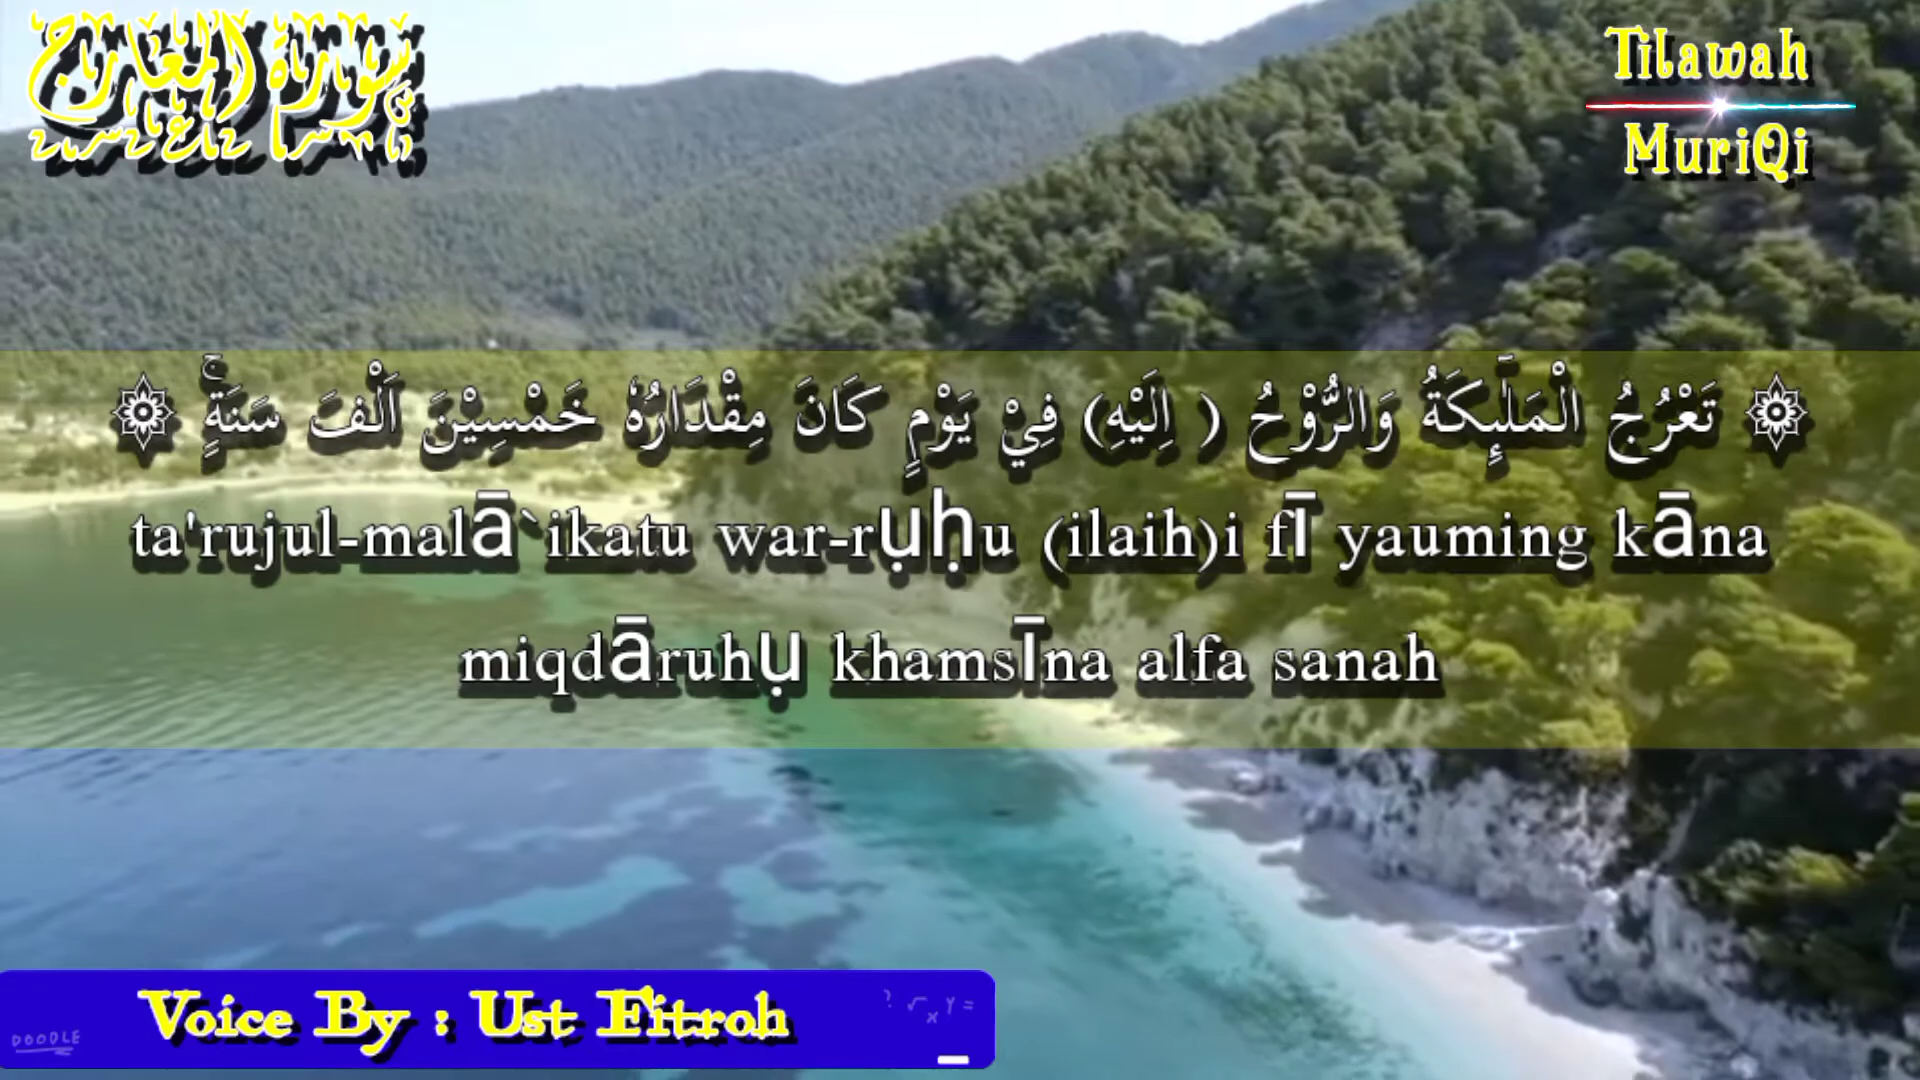 سورة المعارج
Tilawah
MuriQi
۞ تَعْرُجُ الْمَلٰۤىِٕكَةُ وَالرُّوْحُ ( اِلَيْهِ) فِيْ يَوْمٍ كَانَ مِقْدَارُهٗ خَمْسِيْنَ اَلْفَ سَنَةٍۚ ۞
ta'rujul-malā`ikatu war-rụḥu (ilaih)i fī yauming kāna
miqdāruhụ khamsīna alfa sanah
Voice By : Ust Fitroh
DOODLE
? √x y =